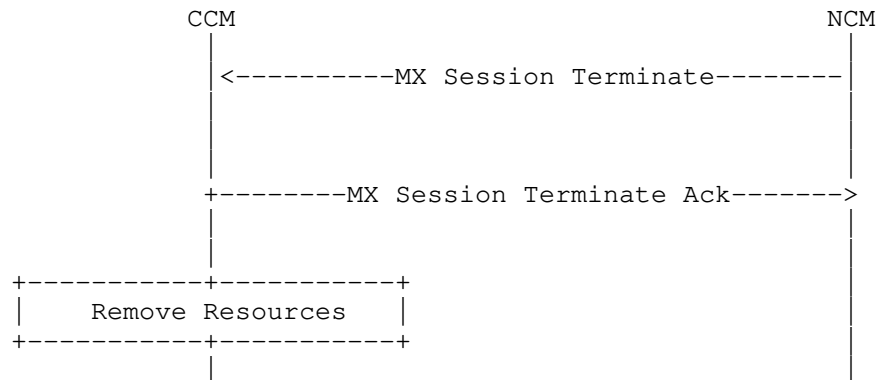 CCM NCM
<----------MX Session Terminate--------
+--------MX Session Terminate Ack------->
+-----------+-----------+
| Remove Resources |
+-----------+-----------+